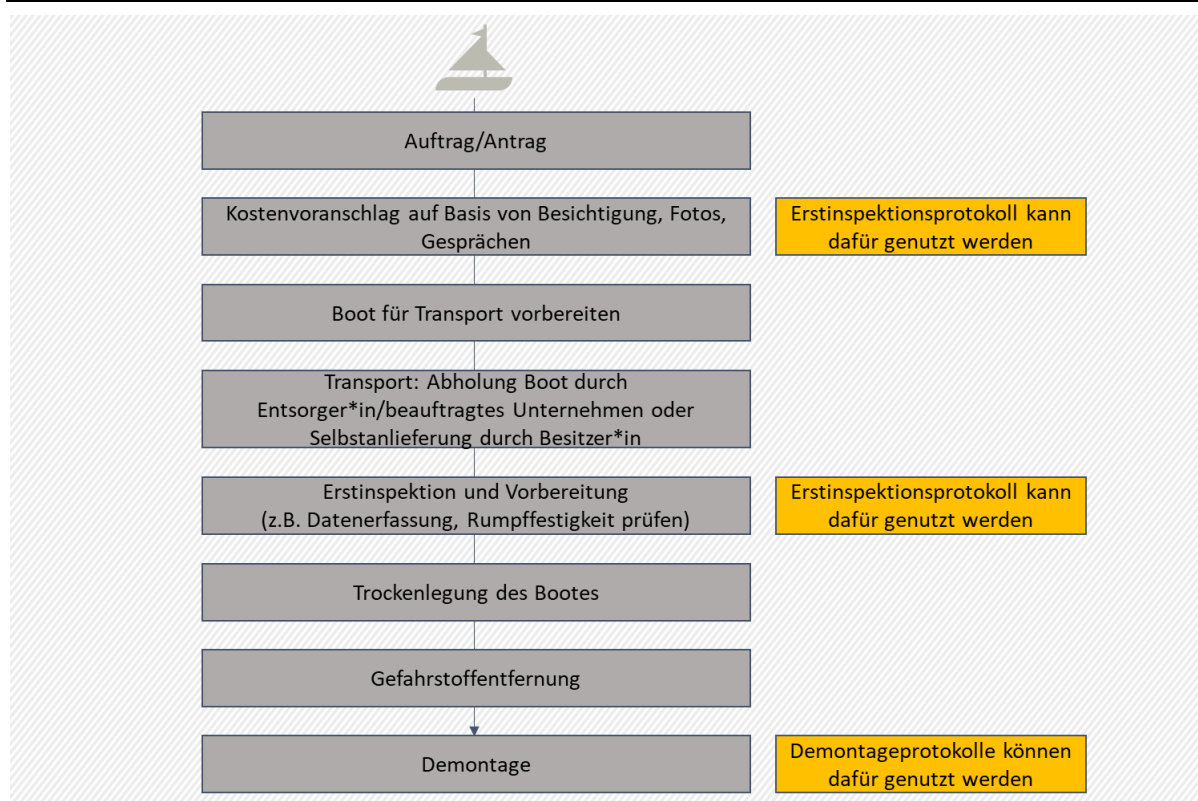 Auftrag/Antrag
Kostenvoranschlag auf Basis von Besichtigung, Fotos,
Gesprächen
Erstinspektionsprotokoll kann
dafür genutzt werden
Boot für Transport vorbereiten
Transport: Abholung Boot durch
Entsorger*in/beauftragtes Unternehmen oder
Selbstanlieferung durch Besitzer*in
Erstinspektion und Vorbereitung
(z.B. Datenerfassung, Rumpffestigkeit prüfen)
Erstinspektionsprotokoll kann
dafür genutzt werden
Trockenlegung des Bootes
Gefahrstoffentfernung
Demontage
Demontageprotokolle können
dafür genutzt werden